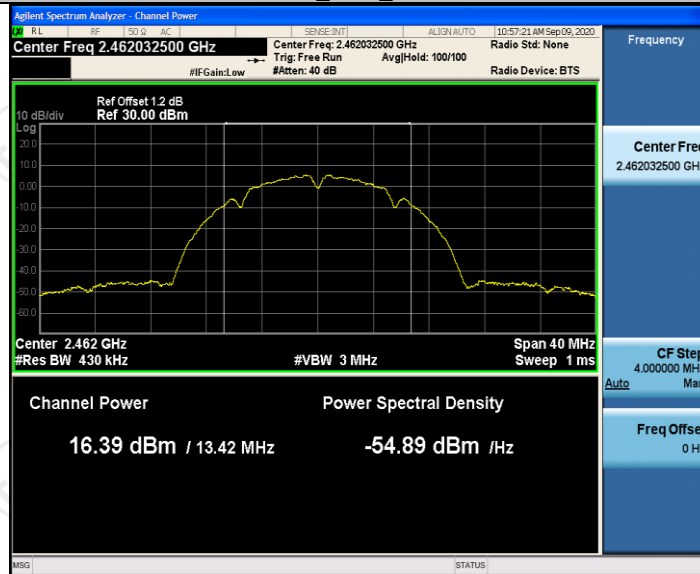 Agilent Spectrum Analyzer - Channel Power
RL RF 50 Ω AC SENSE:INT ALIGN AUTO 10:57:21 AM Sep 09, 2020
Center Freq 2.462032500 GHz
Center Freq: 2.462032500 GHz
Radio Std: None
Trig: Free Run Avg|Hold: 100/100
#IFGain:Low #Atten: 40 dB Radio Device: BTS
Ref Offset 1.2 dB
10 dB/div Ref 30.00 dBm
Log
20.0
10.0
0.00
-10.0
-20.0
-30.0
-40.0
-50.0
-60.0
Center 2.462 GHz Span 40 MHz
#Res BW 430 kHz #VBW 3 MHz Sweep 1 ms
Channel Power Power Spectral Density
16.39 dBm / 13.42 MHz -54.89 dBm /Hz
MSG STATUS
Frequency
Center Fre
2.462032500 GH
CF Step
4.000000 MH
Auto Ma
Freq Offse
0 H